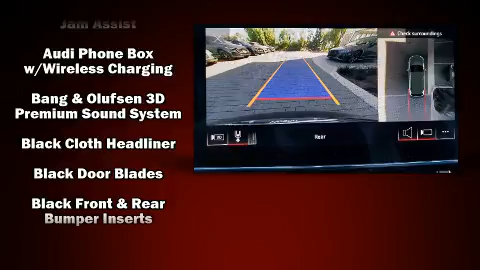 Jam Assist
Audi Phone Box
w/Wireless Charging
Bang & Olufsen 3D
Premium Sound System
Black Cloth Headliner
Black Door Blades
Black Front & Rear
Bumper Inserts
Check surroundings
Rear